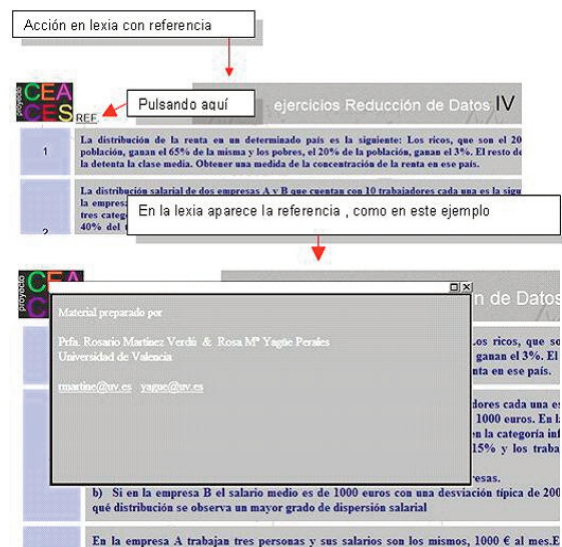 Acción en lexia con referencia
proyecto
CEA
CES
REF.
Pulsando aquí
ejercicios Reducción de Datos IV
1
La distribución de la renta en un determinado país es la siguiente: Los ricos, que son el 20
población, ganan el 65% de la misma y los pobres, el 20% de la población, ganan el 3%. El resto de
la detenta la clase media. Obtener una medida de la concentración de la renta en ese país.
2
La distribución salarial de dos empresas A y B que cuentan con 10 trabajadores cada una es la sigu
la empresa
tres categ
40% del
En la lexia aparece la referencia , como en este ejemplo
proyecto
CEA
n de Datos
Material preparado por
Prfa. Rosario Martínez Verdú & Rosa Mª Yagüe Perales
Universidad de Valencia
rmartine@uv.es yague@uv.es
Los ricos, que so
ganan el 3%. El
nta en ese país.
dores cada una es
1000 euros. En l
en la categoría inf
15% y los traba
resas.
b) Si en la empresa B el salario medio es de 1000 euros con una desviación típica de 200
qué distribución se observa un mayor grado de dispersión salarial
En la empresa A trabajan tres personas y sus salarios son los mismos, 1000 € al mes.E